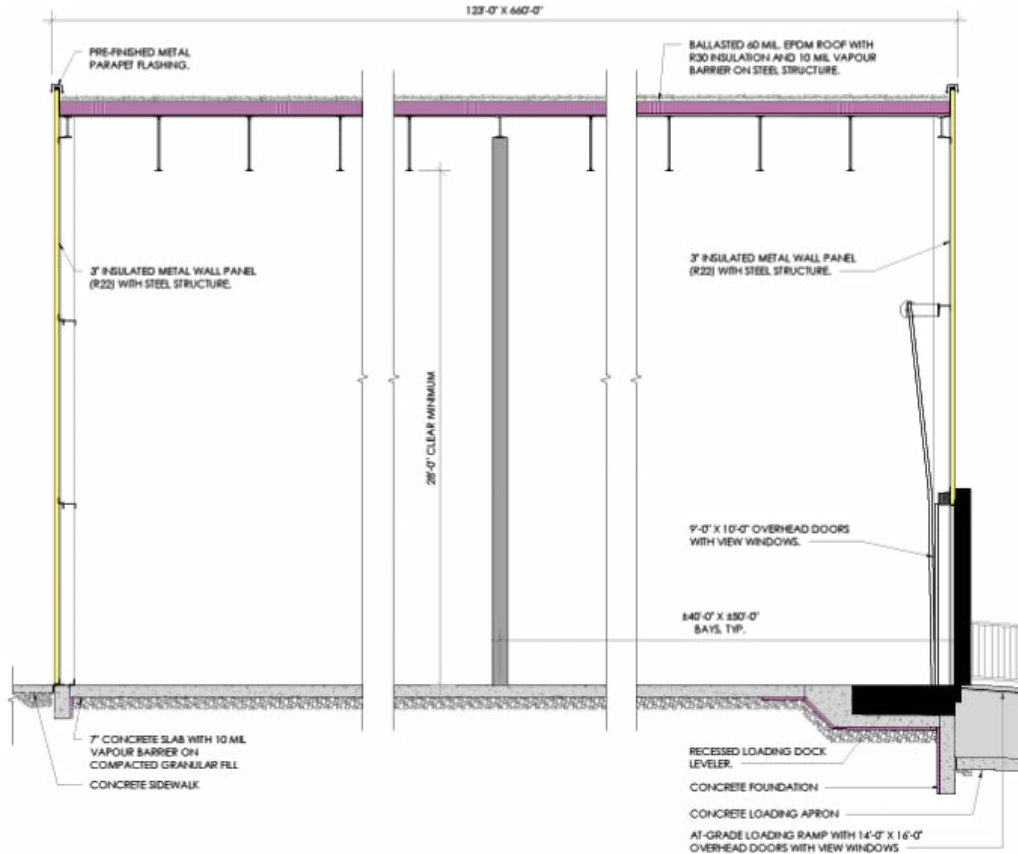 123'-0" X 660'-0"
PRE-FINISHED METAL
PARAPET FLASHING.
BALLASTED 60 MIL. EPDM ROOF WITH
R30 INSULATION AND 10 MIL VAPOUR
BARRIER ON STEEL STRUCTURE.
3" INSULATED METAL WALL PANEL
(R22) WITH STEEL STRUCTURE.
3" INSULATED METAL WALL PANEL
(R22) WITH STEEL STRUCTURE.
28'-0" CLEAR MINIMUM
9'-0" X 10'-0" OVERHEAD DOORS
WITH VIEW WINDOWS.
±40'-0" X ±50'-0"
BAYS, TYP.
7" CONCRETE SLAB WITH 10 MIL
VAPOUR BARRIER ON
COMPACTED GRANULAR FILL
CONCRETE SIDEWALK
RECESSED LOADING DOCK
LEVELER.
CONCRETE FOUNDATION
CONCRETE LOADING APRON
AT-GRADE LOADING RAMP WITH 14'-0" X 16'-0"
OVERHEAD DOORS WITH VIEW WINDOWS